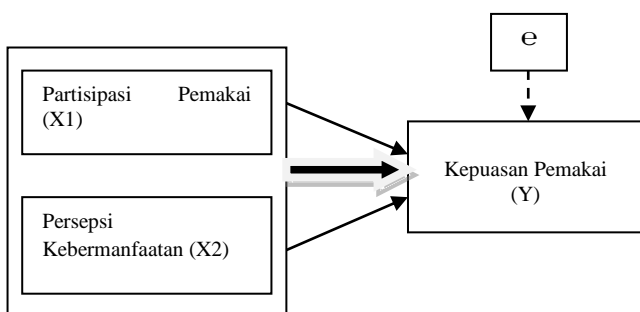 e
Partisipasi Pemakai
(X1)
Kepuasan Pemakai
(Y)
Persepsi
Kebermanfaatan (X2)